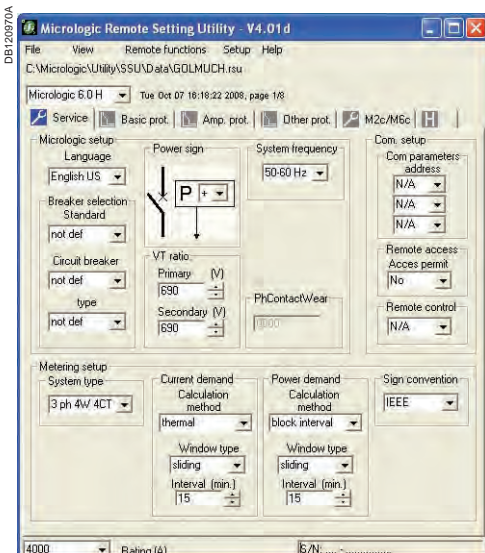 DB120970A
Micrologic Remote Setting Utility - V4.01d
File View Remote functions Setup Help
C:\Micrologic\Utility\SSU\Data\GOLMUCH.rsu
Micrologic 6.0 H Tue Oct 07 16:18:22 2008, page 1/8
Service Basic prot. Amp. prot. Other prot. M2c/M6c H
Micrologic setup
Language
English US
Breaker selection
Standard
not def
Circuit breaker
not def
type
not def
Power sign
P +
VT ratio
Primary (V)
690
Secondary (V)
690
System frequency
50-60 Hz
PhContactWear
Com. setup
Com parameters
address
N/A
N/A
N/A
Remote access
Acces permit
No
Remote control
N/A
Metering setup
System type
3 ph 4W 4CT
Current demand
Calculation
method
thermal
Window type
sliding
Interval (min.)
15
Power demand
Calculation
method
block interval
Window type
sliding
Interval (min.)
15
Sign convention
IEEE
4000 Rating (A) S/N: